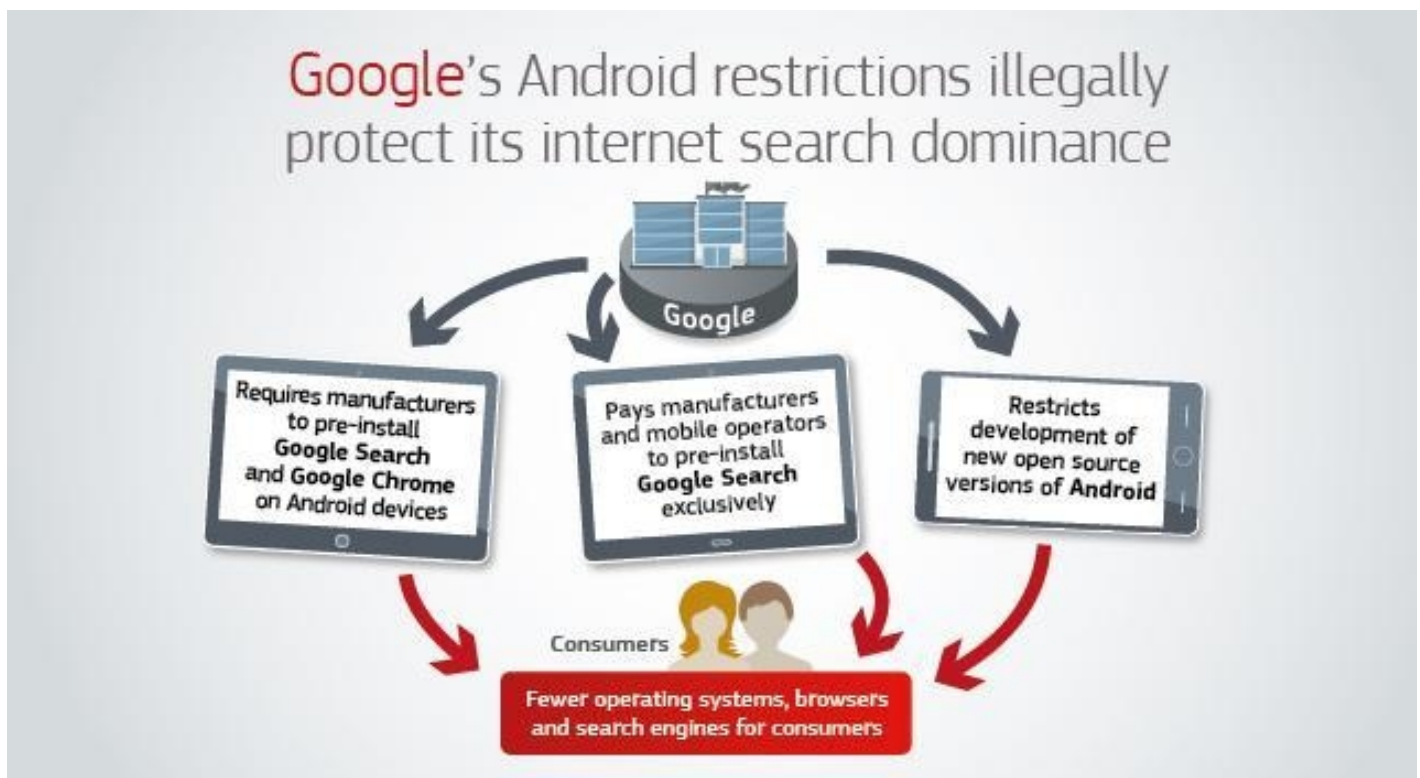 Google's Android restrictions illegally
protect its internet search dominance
Google
Requires manufacturers
to pre-install
Google Search
and Google Chrome
on Android devices
Pays manufacturers
and mobile operators
to pre-install
Google Search
exclusively
Restricts
development of
new open source
versions of Android
Consumers
Fewer operating systems, browsers
and search engines for consumers